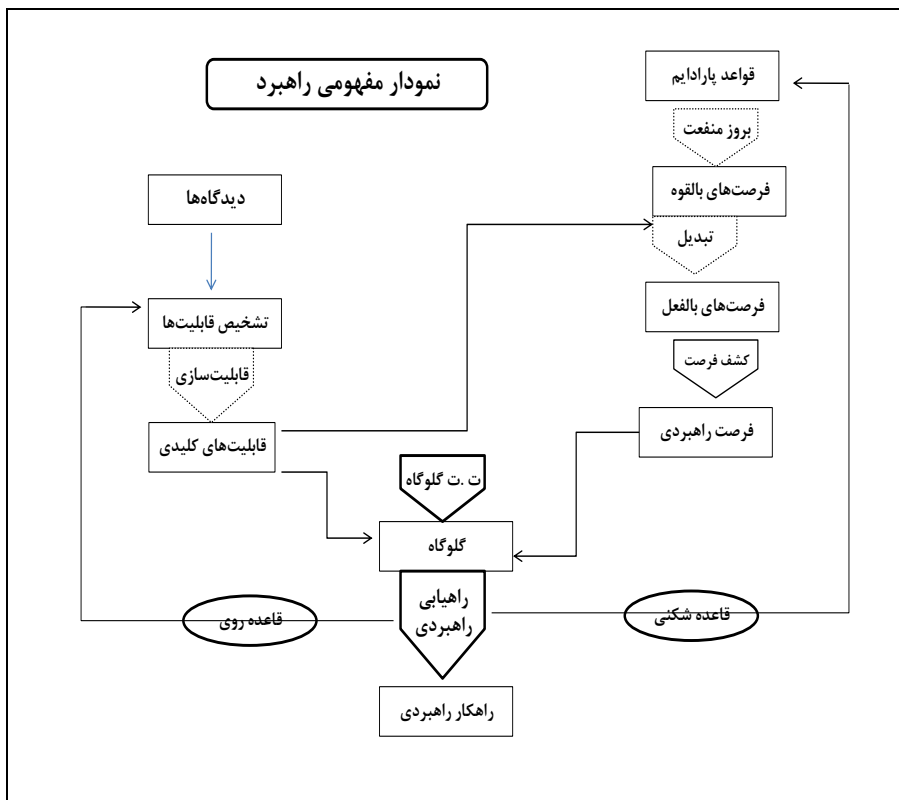 نمودار مفهومی راهبرد
قواعد پارادایم
بروز منفعت
فرصت‌های بالقوه
تبدیل
فرصت‌های بالفعل
کشف فرصت
فرصت راهبردی
دیدگاه‌ها
تشخیص قابلیت‌ها
قابلیت‌سازی
قابلیت‌های کلیدی
ت .ت گلوگاه
گلوگاه
راهیابی
راهبردی
قاعده شکنی
قاعده روی
راهکار راهبردی